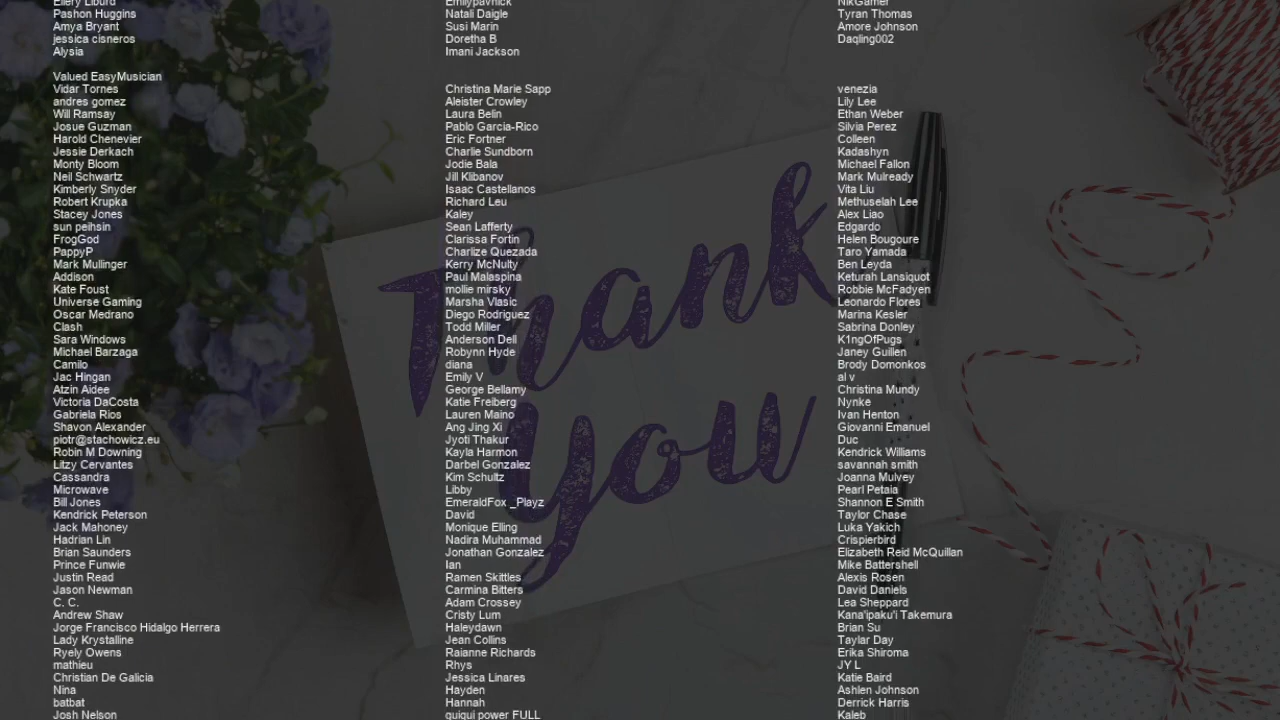 Ellery Liburd
Pashon Huggins
Amya Bryant
jessica cisneros
Alysia
Valued EasyMusician
Vidar Tornes
andres gomez
Will Ramsay
Josue Guzman
Harold Chenevier
Jessie Derkach
Monty Bloom
Neil Schwartz
Kimberly Snyder
Robert Krupka
Stacey Jones
sun peihsin
FrogGod
PappyP
Mark Mullinger
Addison
Kate Foust
Universe Gaming
Oscar Medrano
Clash
Sara Windows
Michael Barzaga
Camilo
Jac Hingan
Atzin Aidee
Victoria DaCosta
Gabriela Rios
Shavon Alexander
piotr@stachowicz.eu
Robin M Downing
Litzy Cervantes
Cassandra
Microwave
Bill Jones
Kendrick Peterson
Jack Mahoney
Hadrian Lin
Brian Saunders
Prince Funwie
Justin Read
Jason Newman
C. C.
Andrew Shaw
Jorge Francisco Hidalgo Herrera
Lady Krystalline
Ryely Owens
mathieu
Christian De Galicia
Nina
batbat
Josh Nelson
Emilypavnick
Natali Daigle
Susi Marin
Doretha B
Imani Jackson
Christina Marie Sapp
Aleister Crowley
Laura Belin
Pablo Garcia-Rico
Eric Fortner
Charlie Sundborn
Jodie Bala
Jill Klibanov
Isaac Castellanos
Richard Leu
Kaley
Sean Lafferty
Clarissa Fortin
Charlize Quezada
Kerry McNulty
Paul Malaspina
mollie mirsky
Marsha Vlasic
Diego Rodriguez
Todd Miller
Anderson Dell
Robynn Hyde
diana
Emily V
George Bellamy
Katie Freiberg
Lauren Maino
Ang Jing Xi
Jyoti Thakur
Kayla Harmon
Darbel Gonzalez
Kim Schultz
Libby
EmeraldFox _Playz
David
Monique Elling
Nadira Muhammad
Jonathan Gonzalez
Ian
Ramen Skittles
Carmina Bitters
Adam Crossey
Cristy Lum
Haleydawn
Jean Collins
Raianne Richards
Rhys
Jessica Linares
Hayden
Hannah
quiqui power FULL
NikGamer
Tyran Thomas
Amore Johnson
Daqling002
venezia
Lily Lee
Ethan Weber
Silvia Perez
Colleen
Kadashyn
Michael Fallon
Mark Mulready
Vita Liu
Methuselah Lee
Alex Liao
Edgardo
Helen Bougoure
Taro Yamada
Ben Leyda
Keturah Lansiquot
Robbie McFadyen
Leonardo Flores
Marina Kesler
Sabrina Donley
K1ngOfPugs
Janey Guillen
Brody Domonkos
al v
Christina Mundy
Nynke
Ivan Henton
Giovanni Emanuel
Duc
Kendrick Williams
savannah smith
Joanna Mulvey
Pearl Petaia
Shannon E Smith
Taylor Chase
Luka Yakich
Crispierbird
Elizabeth Reid McQuillan
Mike Battershell
Alexis Rosen
David Daniels
Lea Sheppard
Kana'ipaku'i Takemura
Brian Su
Taylar Day
Erika Shiroma
JY L
Katie Baird
Ashlen Johnson
Derrick Harris
Kaleb
Thank
You